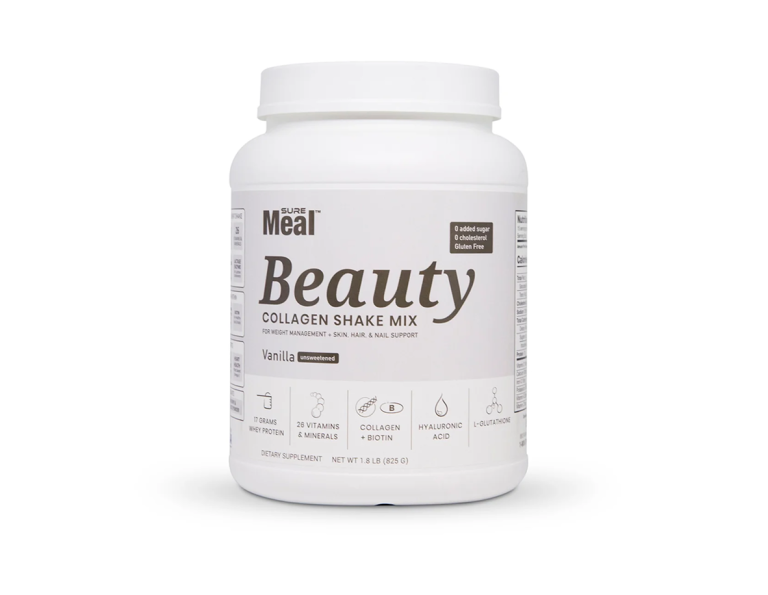 SURE
Meal™
0 added sugar
0 cholesterol
Gluten Free
Beauty
COLLAGEN SHAKE MIX
FOR WEIGHT MANAGEMENT + SKIN, HAIR, & NAIL SUPPORT
Vanilla unsweetened
17 GRAMS
WHEY PROTEIN
26 VITAMINS
& MINERALS
B
COLLAGEN
+ BIOTIN
HYALURONIC
ACID
L-GLUTATHIONE
DIETARY SUPPLEMENT NET WT 1.8 LB (825 G)